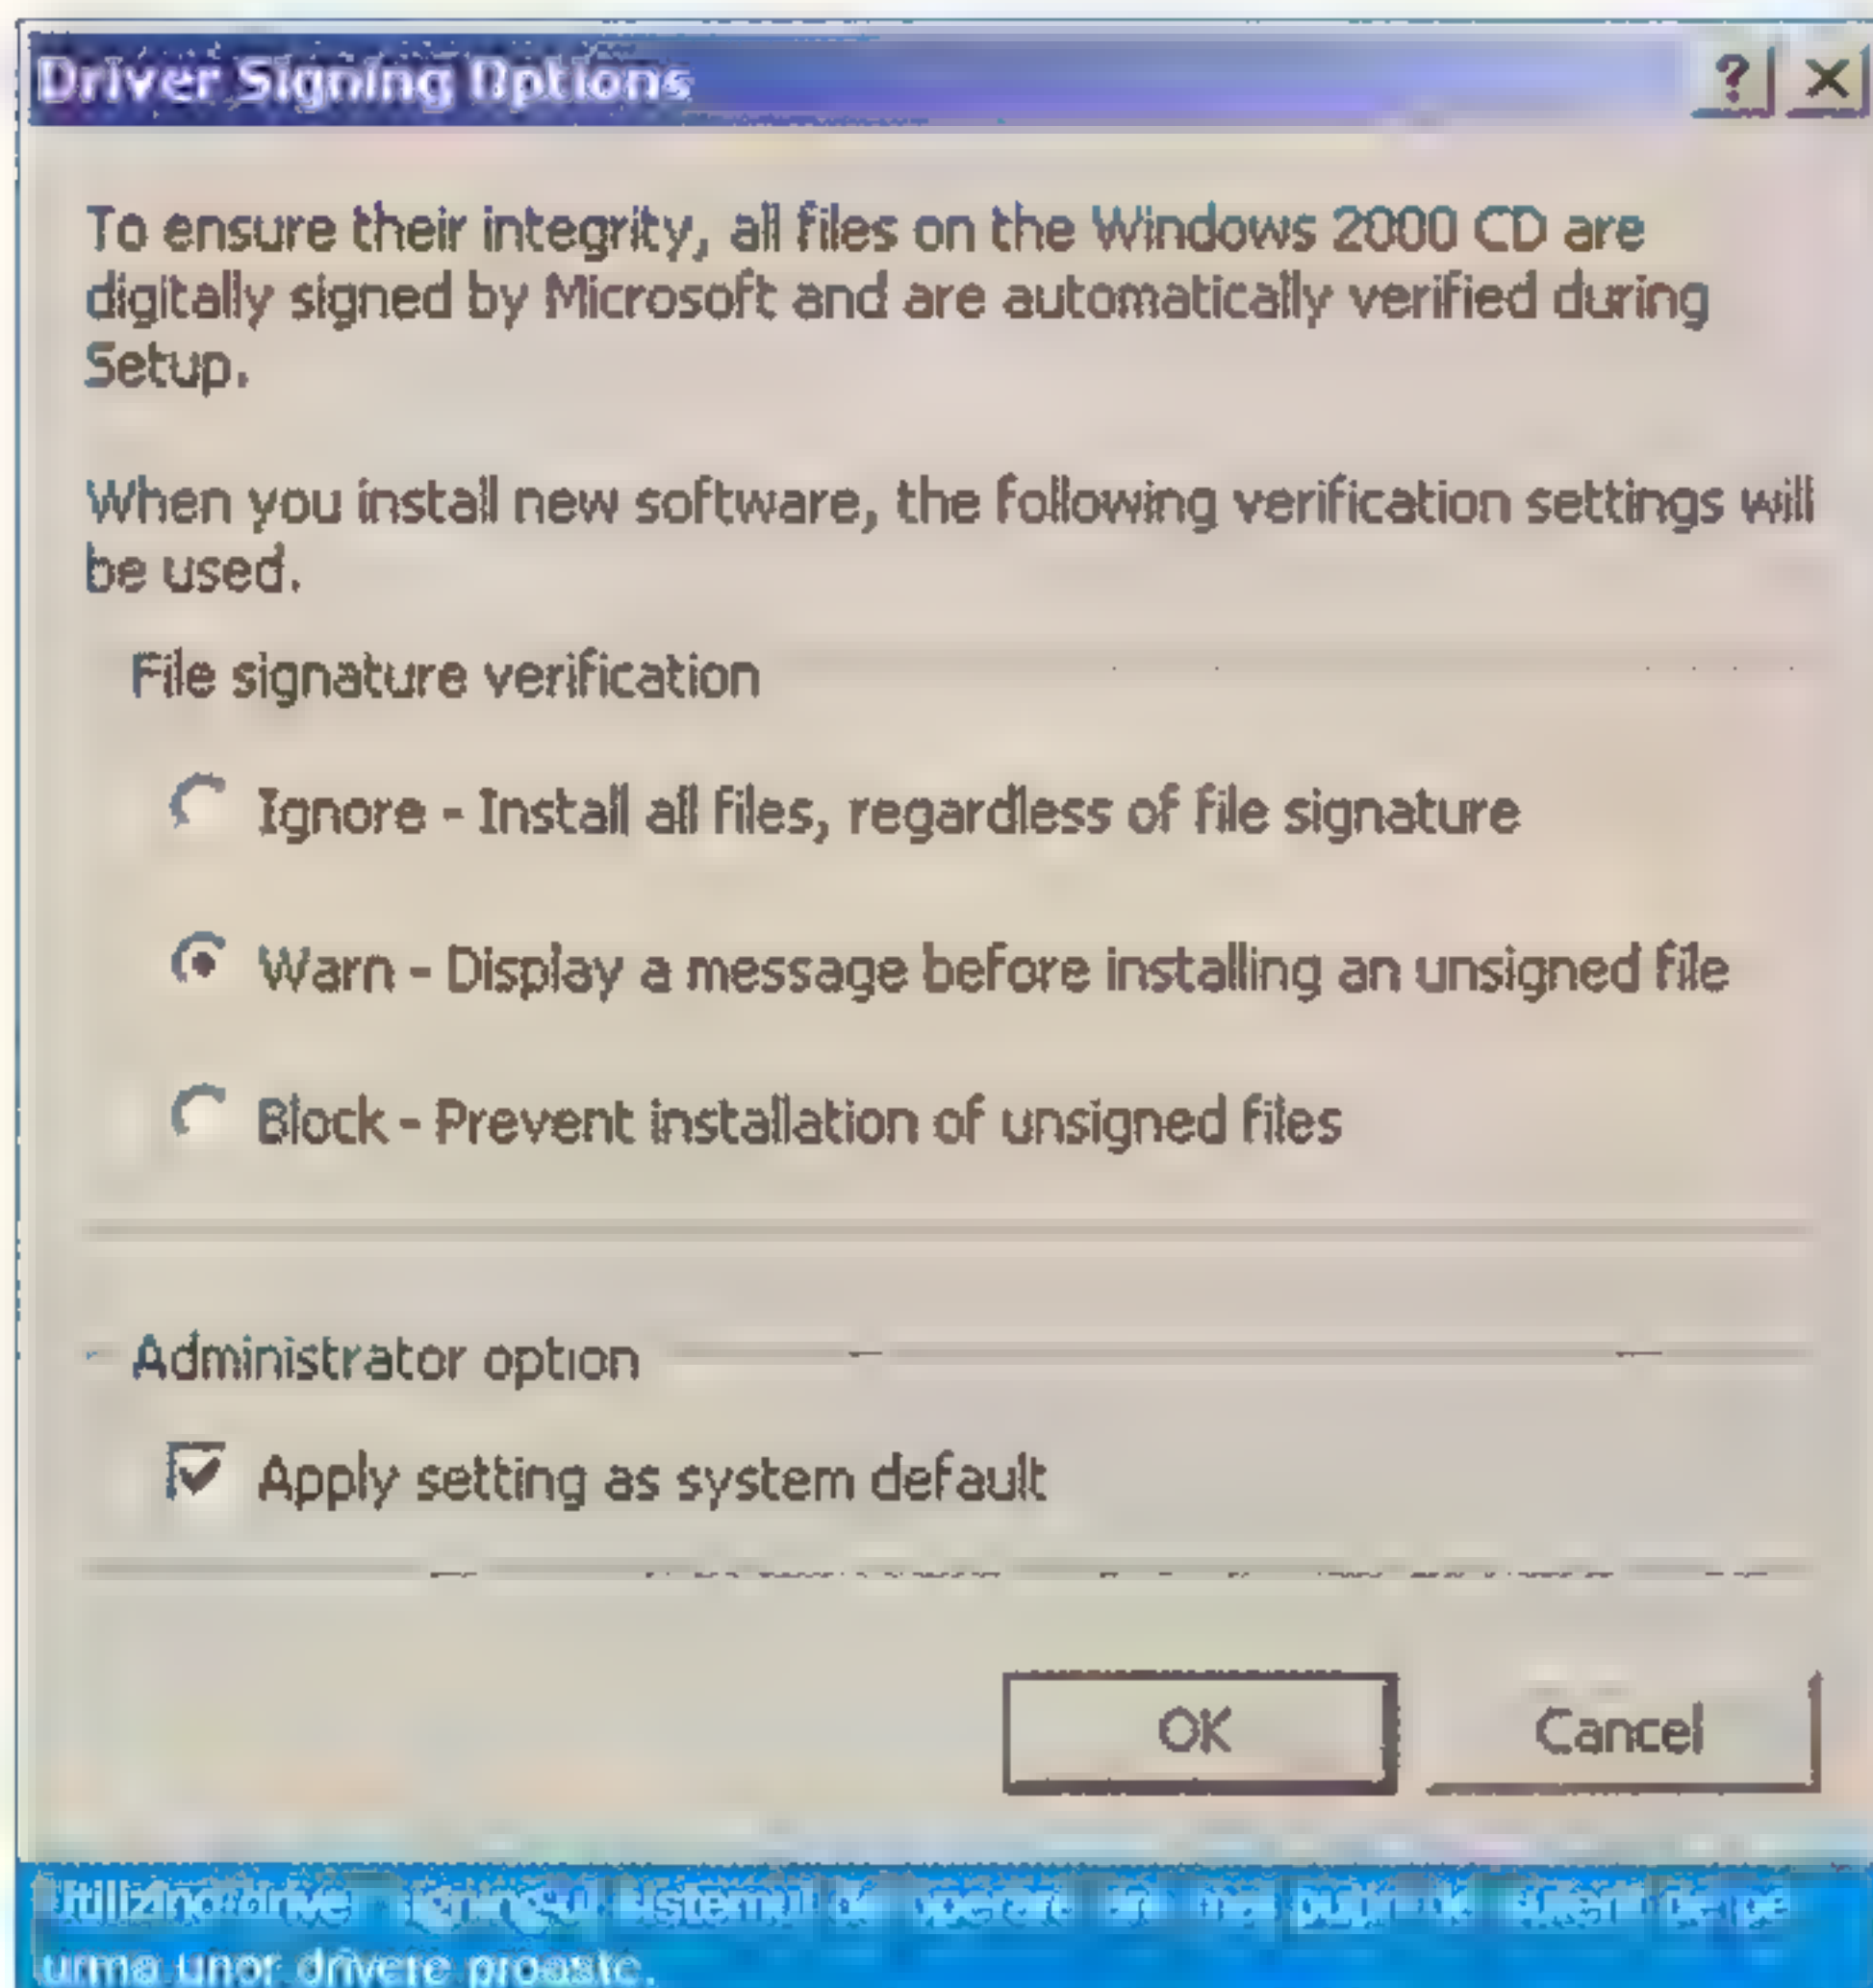 Driver Signing Options
To ensure their integrity, all files on the Windows 2000 CD are
digitally signed by Microsoft and are automatically verified during
Setup.
When you install new software, the following verification settings will
be used.
File signature verification
Ignore - Install all files, regardless of file signature
Warn - Display a message before installing an unsigned file
Block - Prevent installation of unsigned files
Administrator option
Apply setting as system default
OK
Cancel
urma unor drivere proaste.